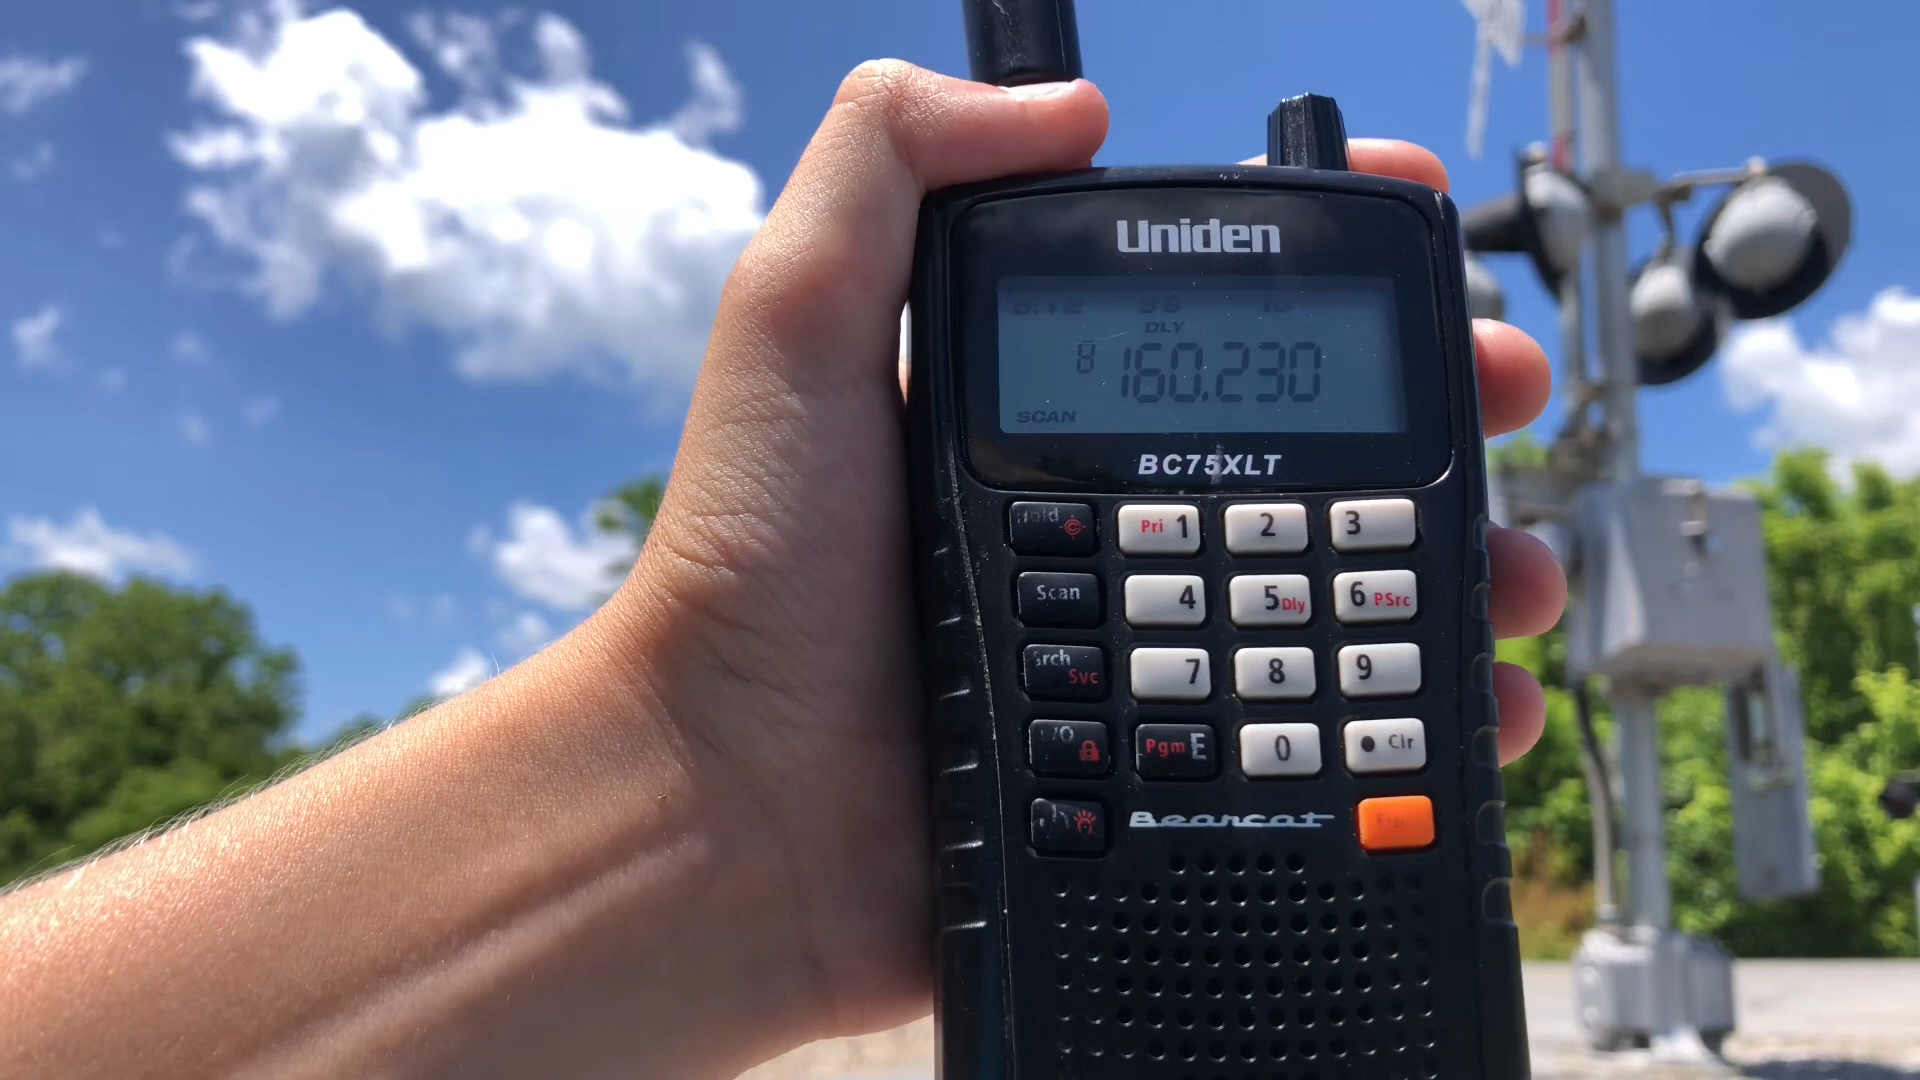 Uniden
DLY
8 160.230
SCAN
BC75XLT
Hold
Pri 1
2
3
Scan
4
5 Dly
6 PSrc
Srch Svc
7
8
9
Pgm E
0
• Clr
Bearcat